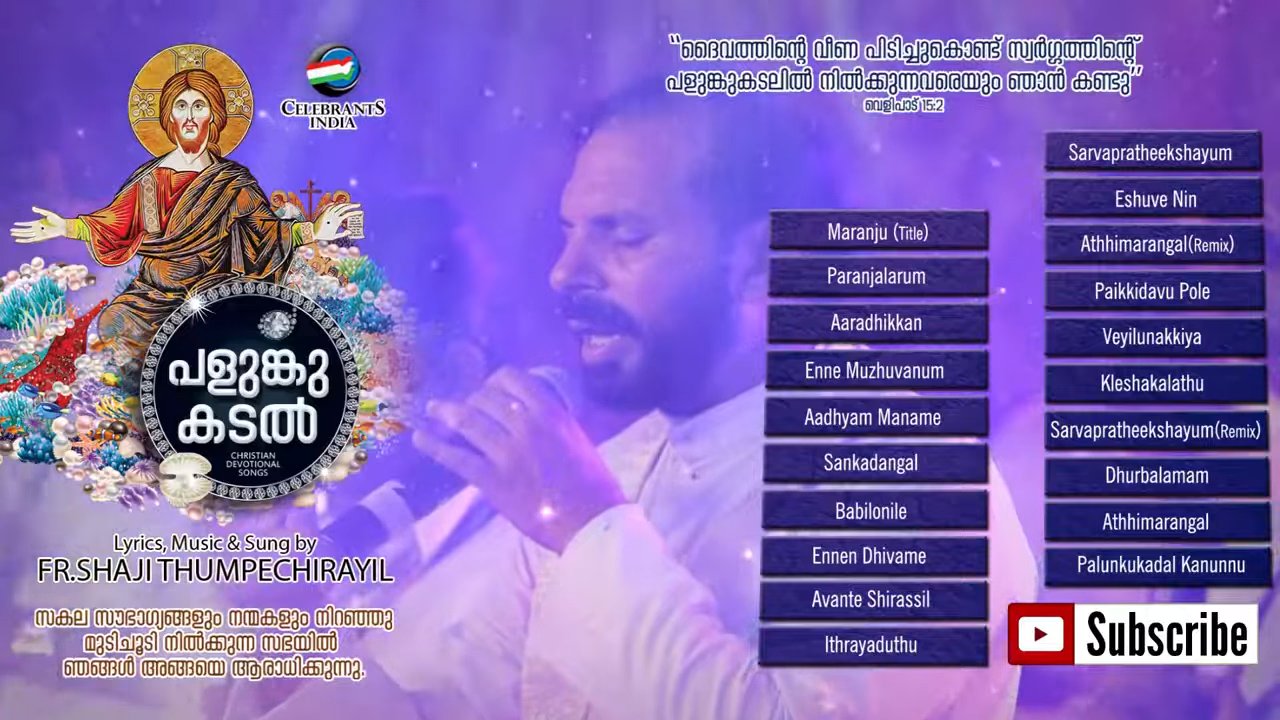 CELEBRANTS
INDIA
പളുങ്കു
കടൽ
CHRISTIAN
DEVOTIONAL
SONGS
Lyrics, Music & Sung by
FR.SHAJI THUMPECHIRAYIL
സകല സൗഭാഗ്യങ്ങളും നന്മകളും നിറഞ്ഞു
മുടിചൂടി നിൽക്കുന്ന സഭയിൽ
ഞങ്ങൾ അങ്ങയെ ആരാധിക്കുന്നു.
“ദൈവത്തിന്റെ വീണ പിടിച്ചുകൊണ്ട് സ്വർഗ്ഗത്തിന്റെ
പളുങ്കുകടലിൽ നിൽക്കുന്നവരെയും ഞാൻ കണ്ടു”
വെളിപാട് 15:2
Maranju (Title)
Paranjalarum
Aaradhikkan
Enne Muzhuvanum
Aadhyam Maname
Sankadangal
Babilonile
Ennen Dhivame
Avante Shirassil
Ithrayaduthu
Sarvapratheekshayum
Eshuve Nin
Athhimarangal(Remix)
Paikkidavu Pole
Veyilunakkiya
Kleshakalathu
Sarvapratheekshayum(Remix)
Dhurbalamam
Athhimarangal
Palunkukadal Kanunnu
Subscribe